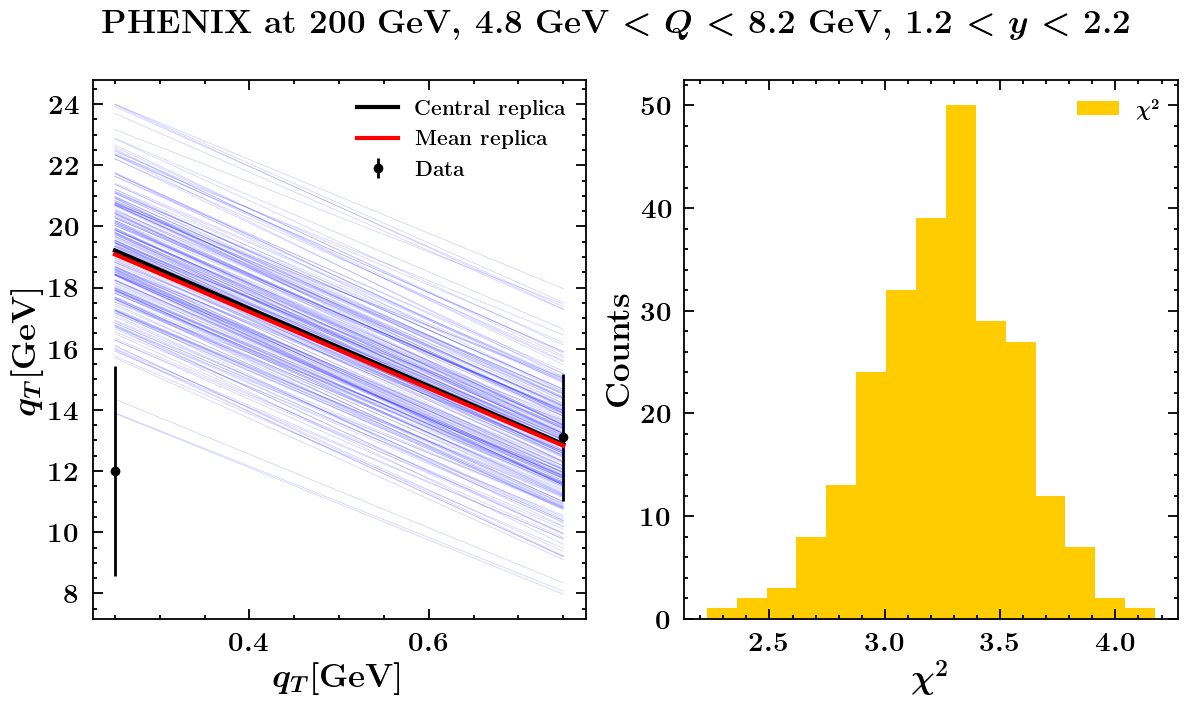 PHENIX at 200 GeV, 4.8 GeV < Q < 8.2 GeV, 1.2 < y < 2.2
Central replica
Mean replica
Data
24
22
20
18
16
14
12
10
8
q_T[GeV]
0.4 0.6
q_T[GeV]
χ²
50
40
30
20
10
0
Counts
2.5 3.0 3.5 4.0
χ²